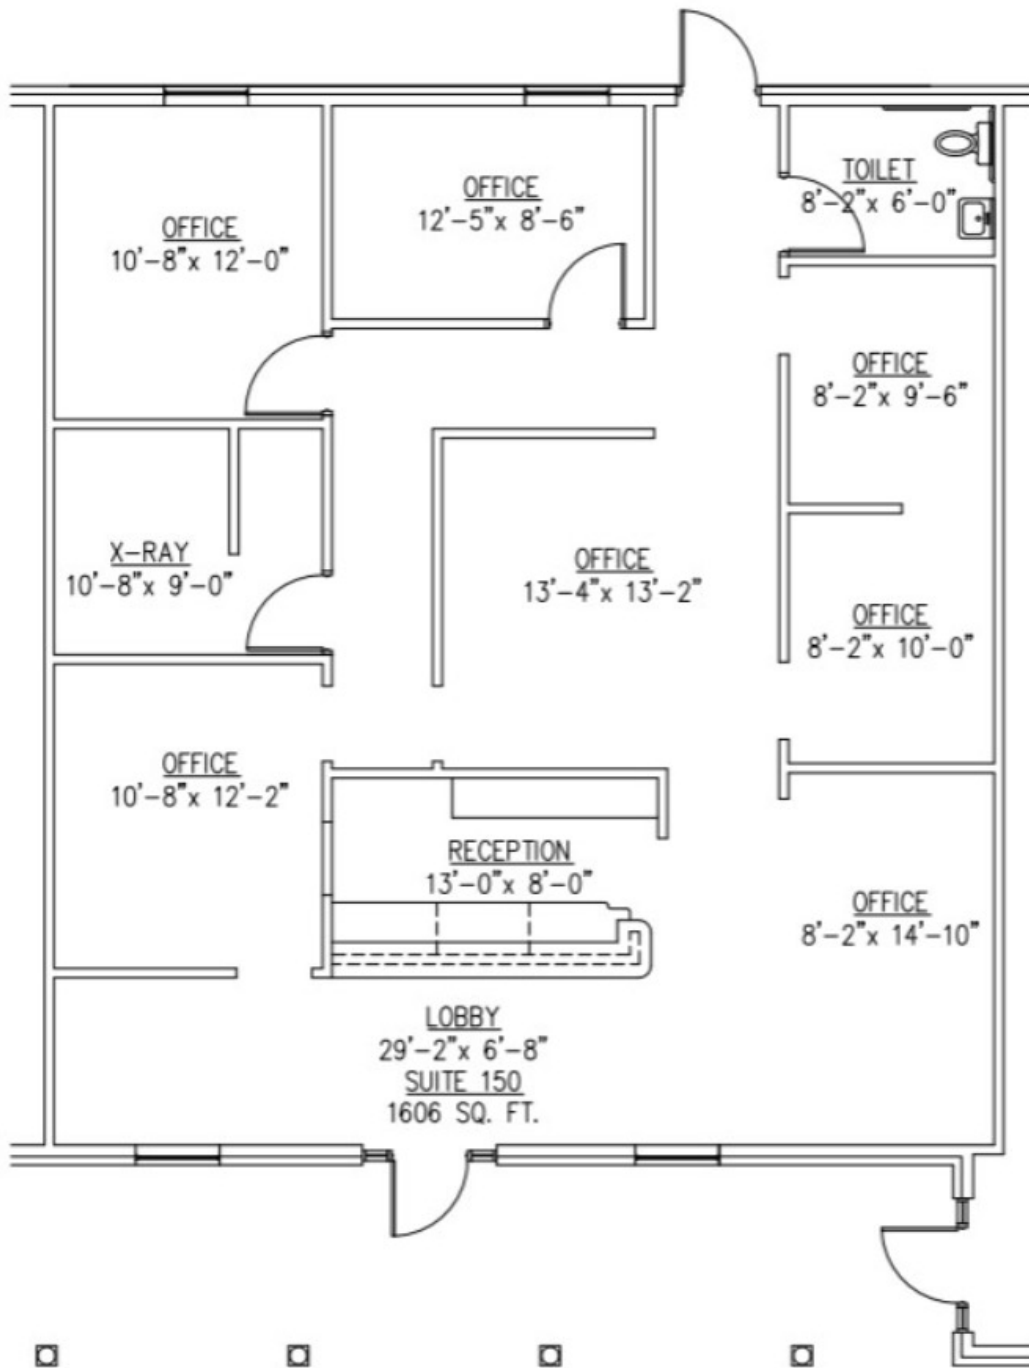 OFFICE
12'-5"x 8'-6"
TOILET
8'-2"x 6'-0"
OFFICE
10'-8"x 12'-0"
OFFICE
8'-2"x 9'-6"
X-RAY
10'-8"x 9'-0"
OFFICE
13'-4"x 13'-2"
OFFICE
8'-2"x 10'-0"
OFFICE
10'-8"x 12'-2"
RECEPTION
13'-0"x 8'-0"
OFFICE
8'-2"x 14'-10"
LOBBY
29'-2"x 6'-8"
SUITE 150
1606 SQ. FT.